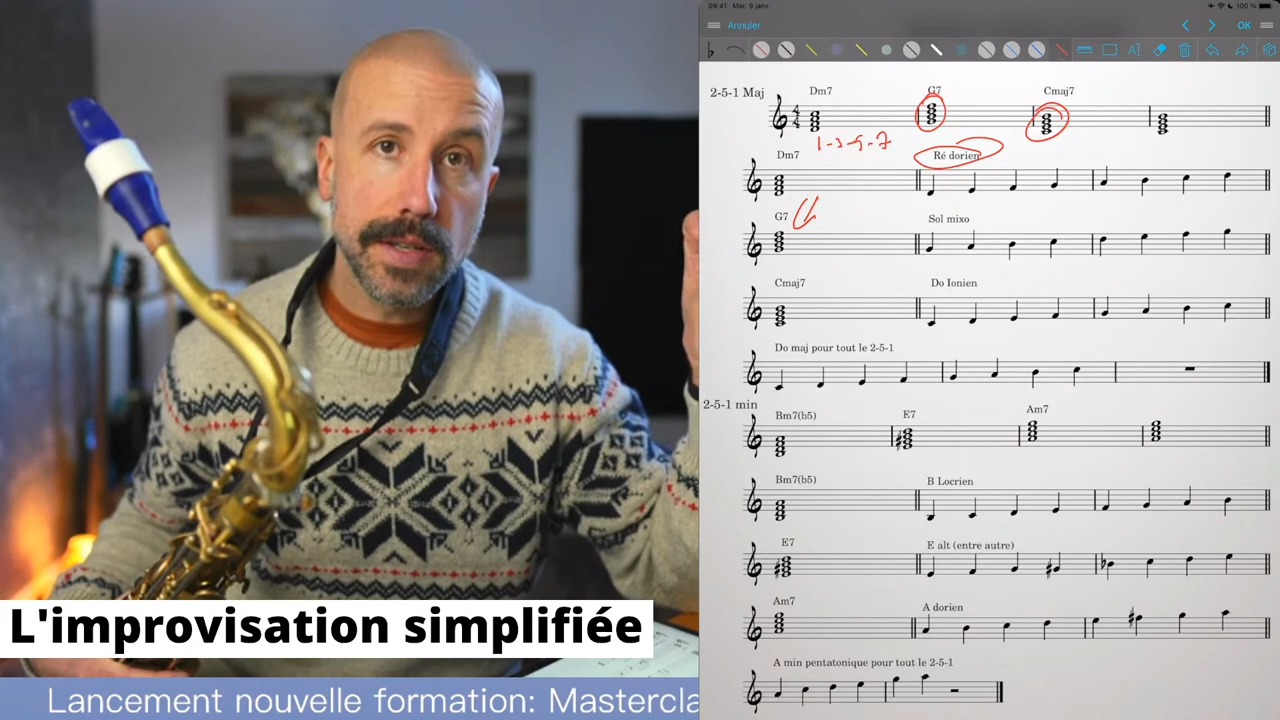 09:41 Mar. 9 janv.
100 %
Annuler
OK
2-5-1 Maj
Dm7 G7 Cmaj7
1-3-5-7
Dm7 Ré dorien
G7 Sol mixo
Cmaj7 Do Ionien
Do maj pour tout le 2-5-1
2-5-1 min
Bm7(b5) E7 Am7
Bm7(b5) B Locrien
E7 E alt (entre autre)
Am7 A dorien
A min pentatonique pour tout le 2-5-1
L'improvisation simplifiée
Lancement nouvelle formation: Mastercla